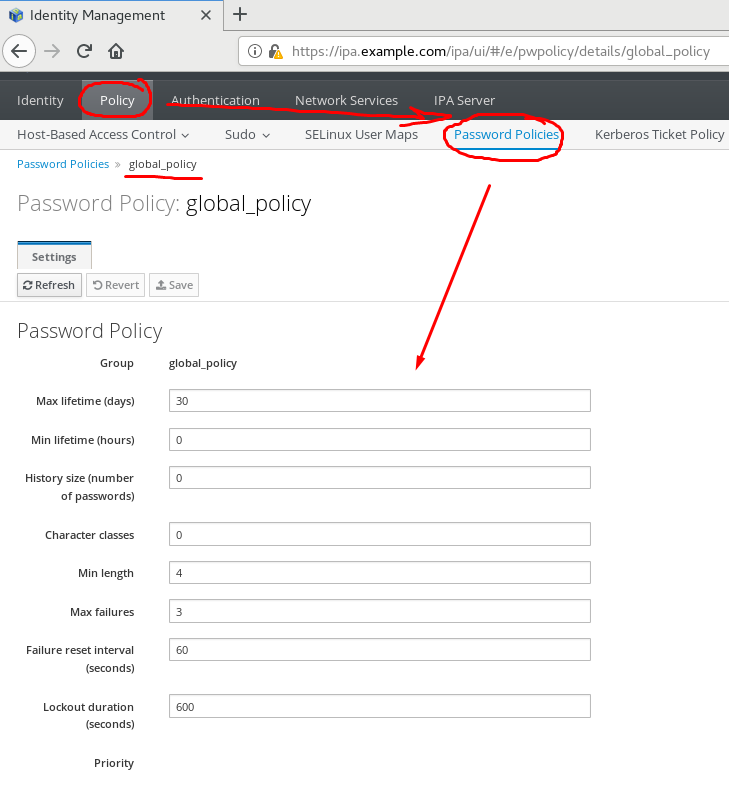 Identity Management
https://ipa.example.com/ipa/ui/#/e/pwpolicy/details/global_policy
Identity Policy Authentication Network Services IPA Server
Host-Based Access Control Sudo SELinux User Maps Password Policies Kerberos Ticket Policy
Password Policies » global_policy
Password Policy: global_policy
Settings
Refresh Revert Save
Password Policy
Group global_policy
Max lifetime (days) 30
Min lifetime (hours) 0
History size (number
of passwords) 0
Character classes 0
Min length 4
Max failures 3
Failure reset interval
(seconds) 60
Lockout duration
(seconds) 600
Priority